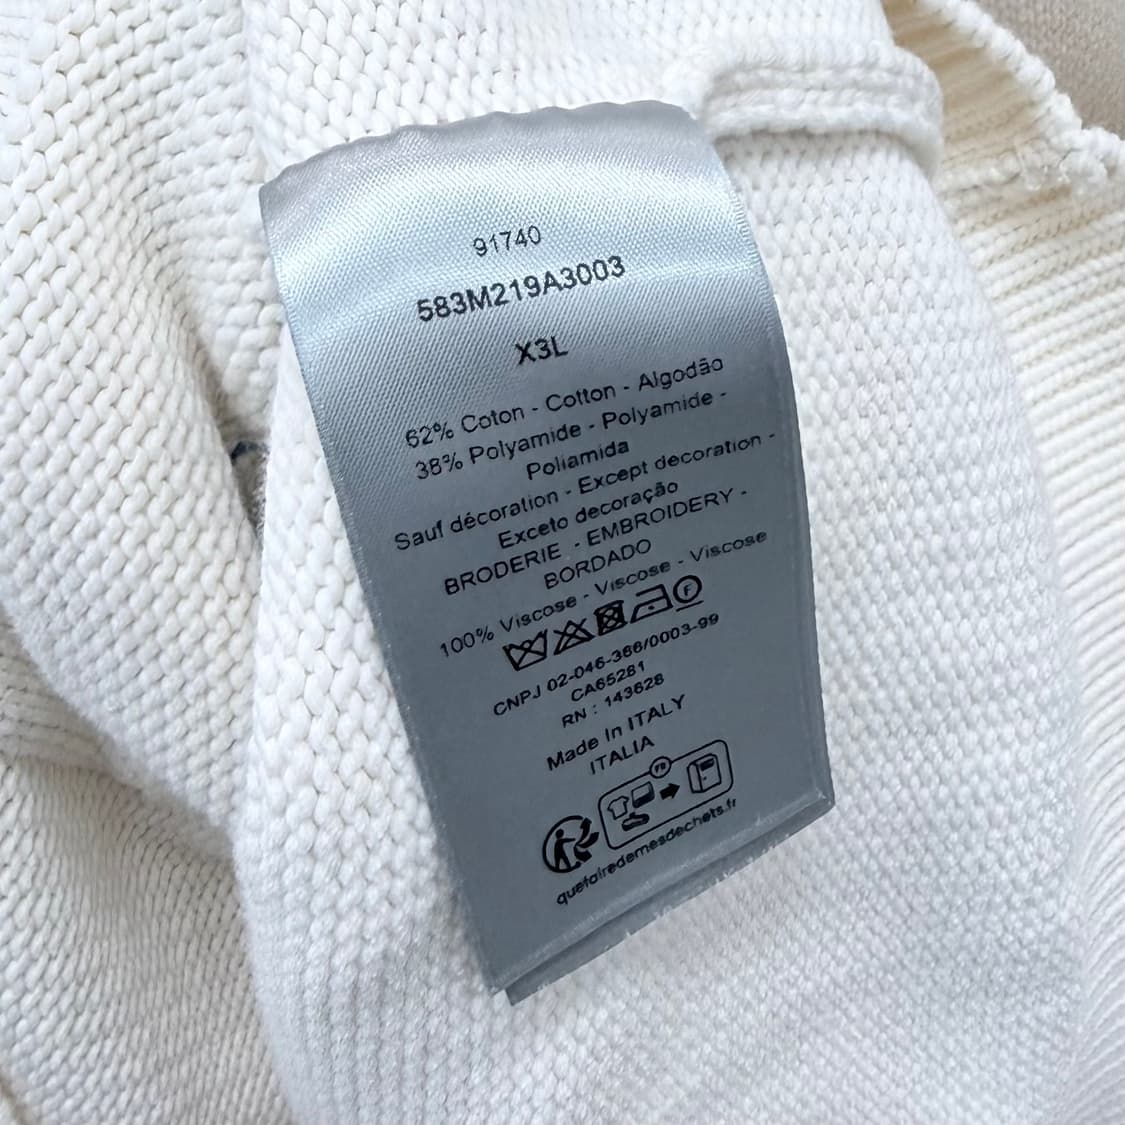 91740
583M219A3003
X3L
62% Coton - Cotton - Algodão
38% Polyamide - Polyamide -
Poliamida
Sauf décoration - Except decoration -
Exceto decoração
BRODERIE - EMBROIDERY -
BORDADO
100% Viscose - Viscose - Viscose
F
CNPJ 02-046-366/0003-99
CA65281
RN : 143628
Made in ITALY
ITALIA
FR
quefairedemesdechets.fr